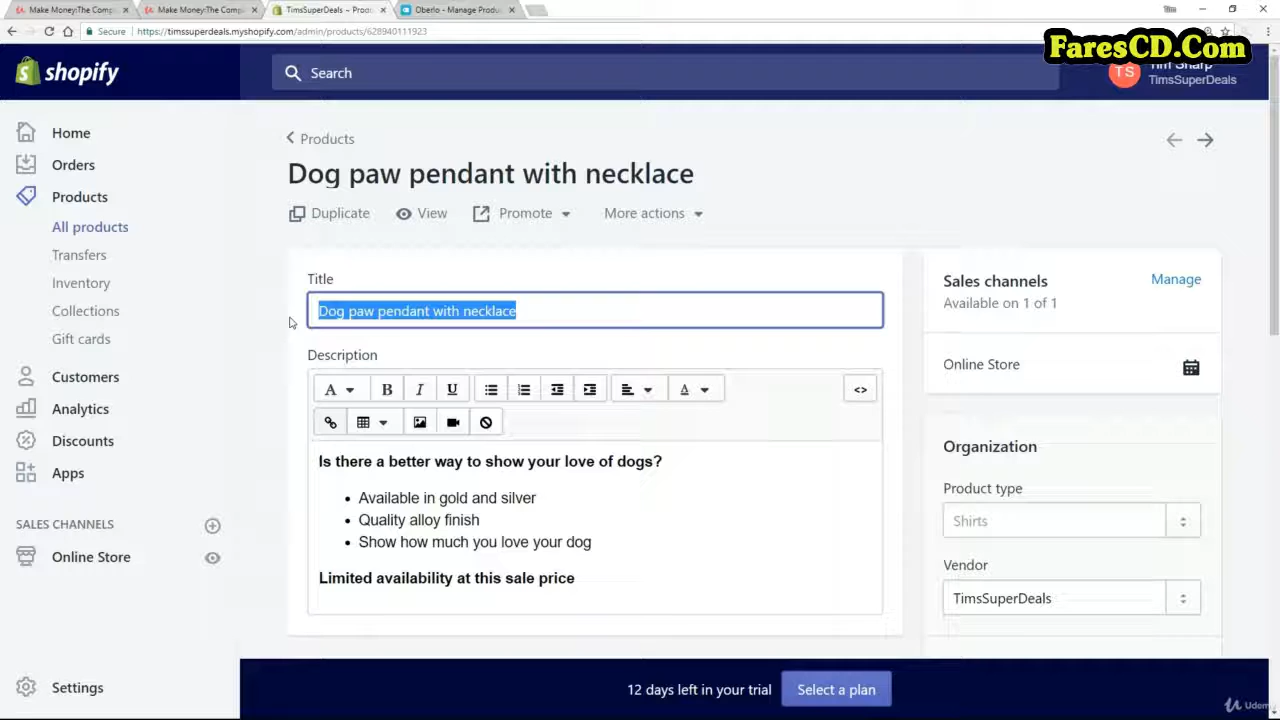 Make Money:The Compl
Make Money:The Compl
TimsSuperDeals ~ Produ
Oberlo - Manage Produc
Secure
https://timssuperdeals.myshopify.com/admin/products/628940111923
FaresCD.Com
shopify
Search
TS
Tim Sharp
TimsSuperDeals
Home
Orders
Products
All products
Transfers
Inventory
Collections
Gift cards
Customers
Analytics
Discounts
Apps
SALES CHANNELS
Online Store
Settings
Products
Dog paw pendant with necklace
Duplicate View Promote More actions
Title
Dog paw pendant with necklace
Description
A B I U A <>
Is there a better way to show your love of dogs?
• Available in gold and silver
• Quality alloy finish
• Show how much you love your dog
Limited availability at this sale price
Sales channels Manage
Available on 1 of 1
Online Store
Organization
Product type
Shirts
Vendor
TimsSuperDeals
12 days left in your trial Select a plan
Udemy